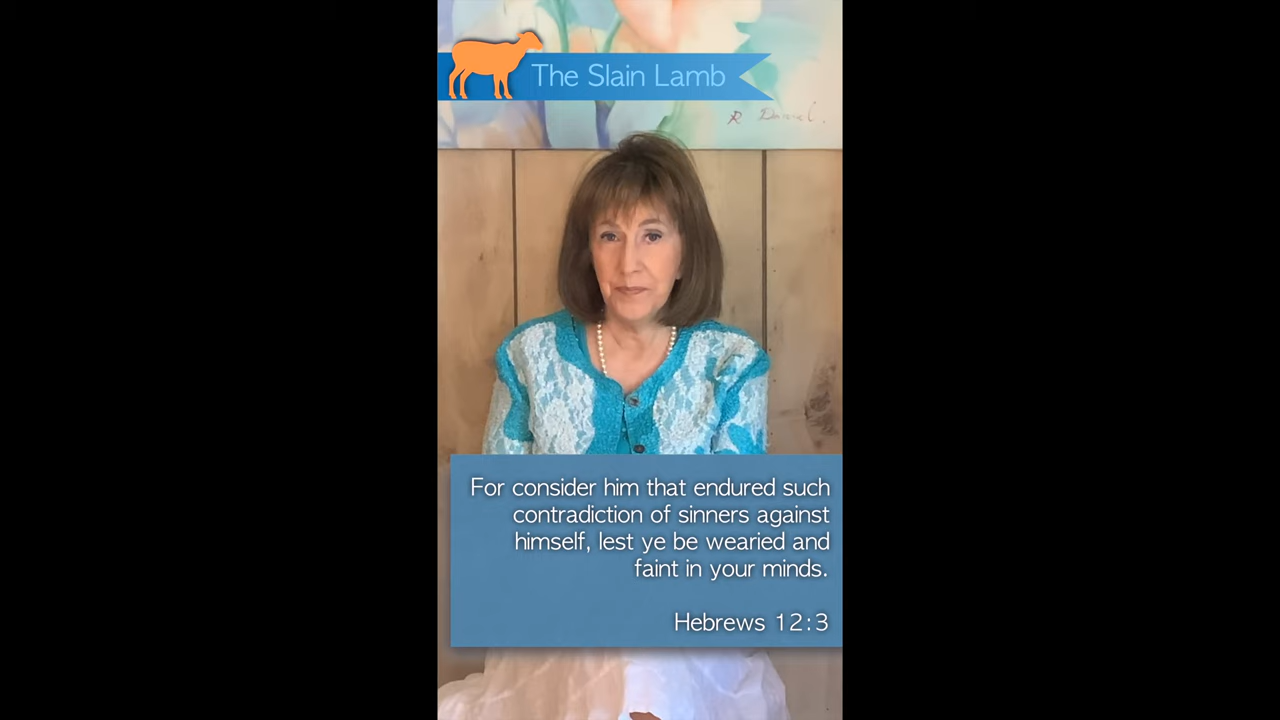 The Slain Lamb
R Daniel.
For consider him that endured such
contradiction of sinners against
himself, lest ye be wearied and
faint in your minds.
Hebrews 12:3